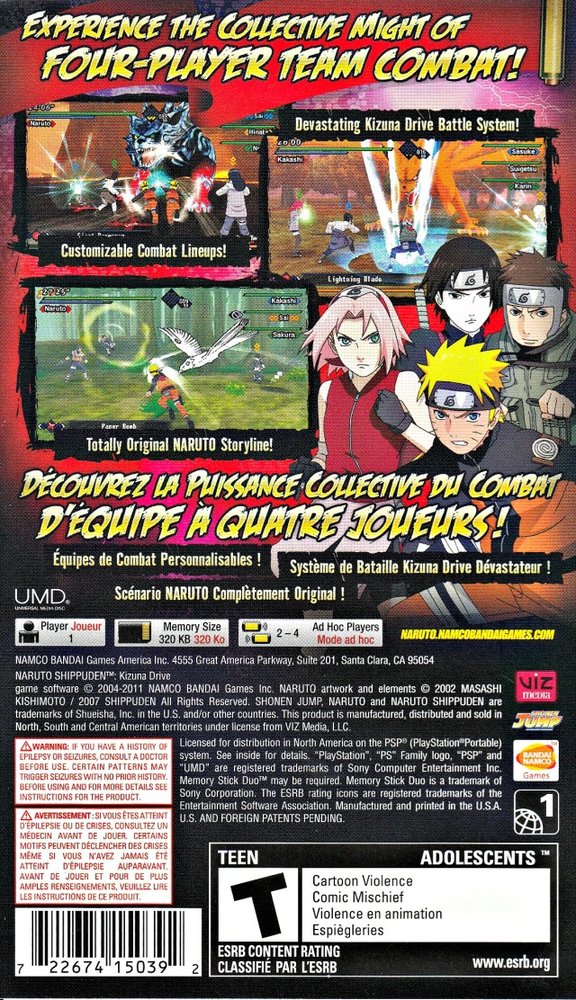 EXPERIENCE THE COLLECTIVE MIGHT OF
FOUR-PLAYER TEAM COMBAT!
Naruto
Sai
Hinata
Customizable Combat Lineups!
Devastating Kizuna Drive Battle System!
Kakashi
Sasuke
Suigetsu
Karin
Lightning Blade
27'25"
Naruto
Kakashi
Sai
Sakura
Paper Bomb
Totally Original NARUTO Storyline!
DÉCOUVREZ LA PUISSANCE COLLECTIVE DU COMBAT
D'ÉQUIPE À QUATRE JOUEURS!
Équipes de Combat Personnalisables !
Système de Bataille Kizuna Drive Dévastateur !
Scénario NARUTO Complètement Original !
UMD
UNIVERSAL MEDIA DISC
Player Joueur
1
Memory Size
320 KB 320 Ko
2 – 4
Ad Hoc Players
Mode ad hoc
NARUTO.NAMCOBANDAIGAMES.COM
NAMCO BANDAI Games America Inc. 4555 Great America Parkway, Suite 201, Santa Clara, CA 95054
NARUTO SHIPPUDEN™: Kizuna Drive
game software © 2004-2011 NAMCO BANDAI Games Inc. NARUTO artwork and elements © 2002 MASASHI
KISHIMOTO / 2007 SHIPPUDEN All Rights Reserved. SHONEN JUMP, NARUTO and NARUTO SHIPPUDEN are
trademarks of Shueisha, Inc. in the U.S. and/or other countries. This product is manufactured, distributed and sold in
North, South and Central American territories under license from VIZ Media, LLC.
VIZ
media
SHONEN
JUMP
BANDAI
NAMCO
Games
WARNING: IF YOU HAVE A HISTORY OF
EPILEPSY OR SEIZURES, CONSULT A DOCTOR
BEFORE USE. CERTAIN PATTERNS MAY
TRIGGER SEIZURES WITH NO PRIOR HISTORY.
BEFORE USING AND FOR MORE DETAILS SEE
INSTRUCTIONS FOR THE PRODUCT.
Licensed for distribution in North America on the PSP® (PlayStation®Portable)
system. See inside for details. "PlayStation", "PS" Family logo, "PSP" and
"UMD" are registered trademarks of Sony Computer Entertainment Inc.
Memory Stick Duo™ may be required. Memory Stick Duo is a trademark of
Sony Corporation. The ESRB rating icons are registered trademarks of the
Entertainment Software Association. Manufactured and printed in the U.S.A.
U.S. AND FOREIGN PATENTS PENDING.
1
AVERTISSEMENT : SI VOUS ÊTES ATTEINT
D'ÉPILEPSIE OU DE CRISES, CONSULTEZ UN
MÉDECIN AVANT DE JOUER. CERTAINS
MOTIFS PEUVENT DÉCLENCHER DES CRISES
MÊME SI VOUS N'AVEZ JAMAIS ÉTÉ
ATTEINT D'ÉPILEPSIE AUPARAVANT.
AVANT DE JOUER ET POUR DE PLUS
AMPLES RENSEIGNEMENTS, VEUILLEZ LIRE
LES INSTRUCTIONS DE CE PRODUIT.
TEEN ADOLESCENTS ™
T
Cartoon Violence
Comic Mischief
Violence en animation
Espiègleries
ESRB CONTENT RATING
CLASSIFIÉ PAR L'ESRB
www.esrb.org
7 22674 15039 2